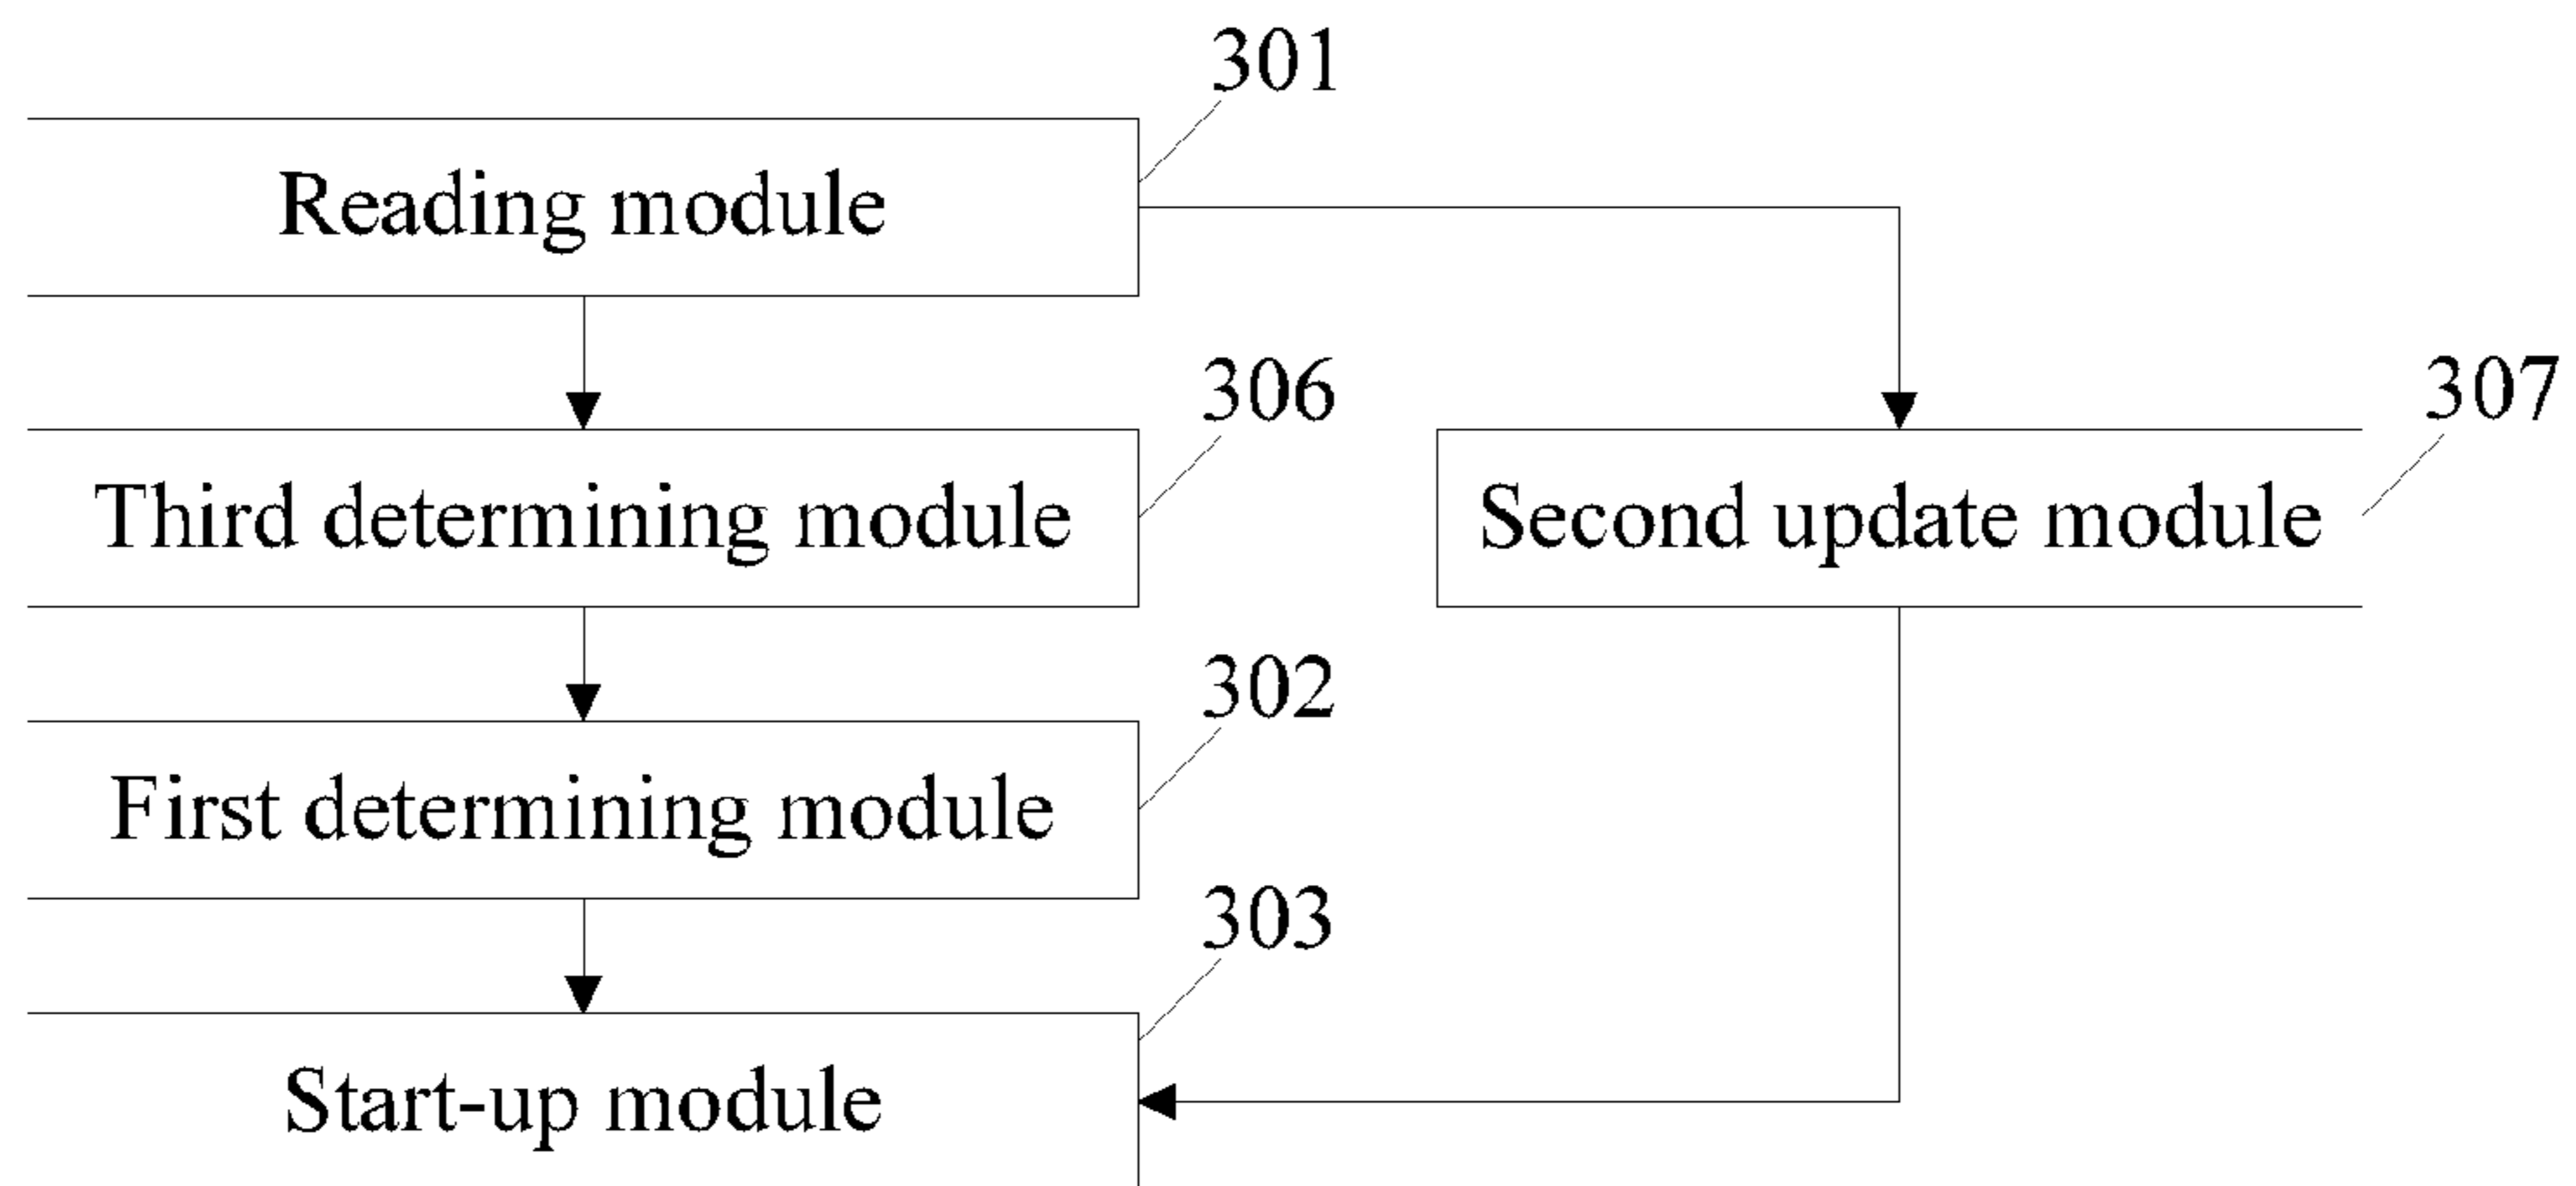 301
Reading module
306
307
Third determining module
Second update module
302
First determining module
303
Start-up module